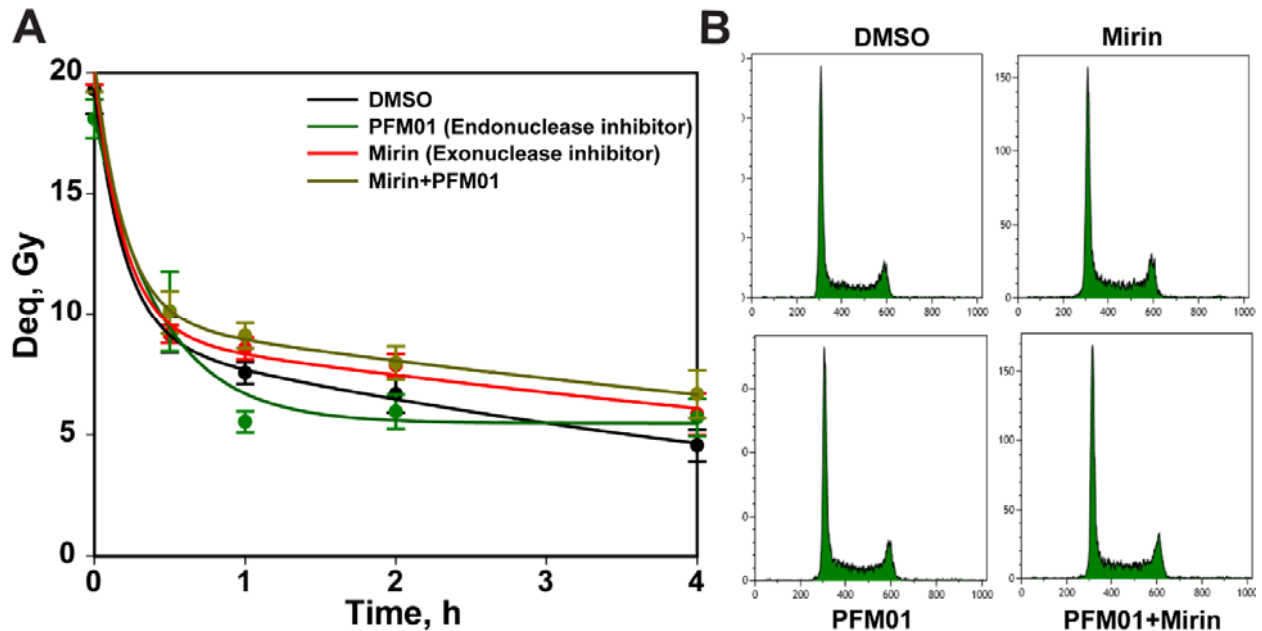 A
20
15
10
5
0
Deq, Gy
DMSO
PFM01 (Endonuclease inhibitor)
Mirin (Exonuclease inhibitor)
Mirin+PFM01
0 1 2 3 4
Time, h
B
DMSO
0 200 400 600 800 1000
Mirin
150
100
50
0
0 200 400 600 800 1000
0 200 400 600 800 1000
PFM01
150
100
50
0
0 200 400 600 800 1000
PFM01+Mirin